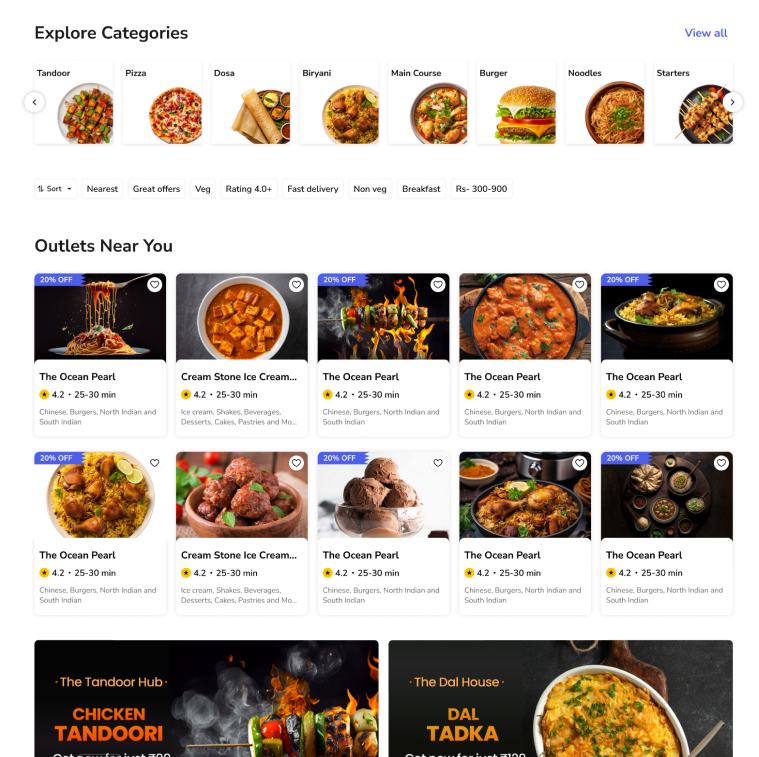 Explore Categories
View all
Tandoor
Pizza
Dosa
Biryani
Main Course
Burger
Noodles
Starters
Sort
Nearest
Great offers
Veg
Rating 4.0+
Fast delivery
Non veg
Breakfast
Rs- 300-900
Outlets Near You
20% OFF
The Ocean Pearl
4.2 • 25-30 min
Chinese, Burgers, North Indian and
South Indian
Cream Stone Ice Cream...
4.2 • 25-30 min
Ice cream, Shakes, Beverages,
Desserts, Cakes, Pastries and Mo...
20% OFF
The Ocean Pearl
4.2 • 25-30 min
Chinese, Burgers, North Indian and
South Indian
The Ocean Pearl
4.2 • 25-30 min
Chinese, Burgers, North Indian and
South Indian
20% OFF
The Ocean Pearl
4.2 • 25-30 min
Chinese, Burgers, North Indian and
South Indian
20% OFF
The Ocean Pearl
4.2 • 25-30 min
Chinese, Burgers, North Indian and
South Indian
Cream Stone Ice Cream...
4.2 • 25-30 min
Ice cream, Shakes, Beverages,
Desserts, Cakes, Pastries and Mo...
20% OFF
The Ocean Pearl
4.2 • 25-30 min
Chinese, Burgers, North Indian and
South Indian
The Ocean Pearl
4.2 • 25-30 min
Chinese, Burgers, North Indian and
South Indian
20% OFF
The Ocean Pearl
4.2 • 25-30 min
Chinese, Burgers, North Indian and
South Indian
· The Tandoor Hub ·
CHICKEN
TANDOORI
Get now for just
· The Dal House ·
DAL
TADKA
Get now for just